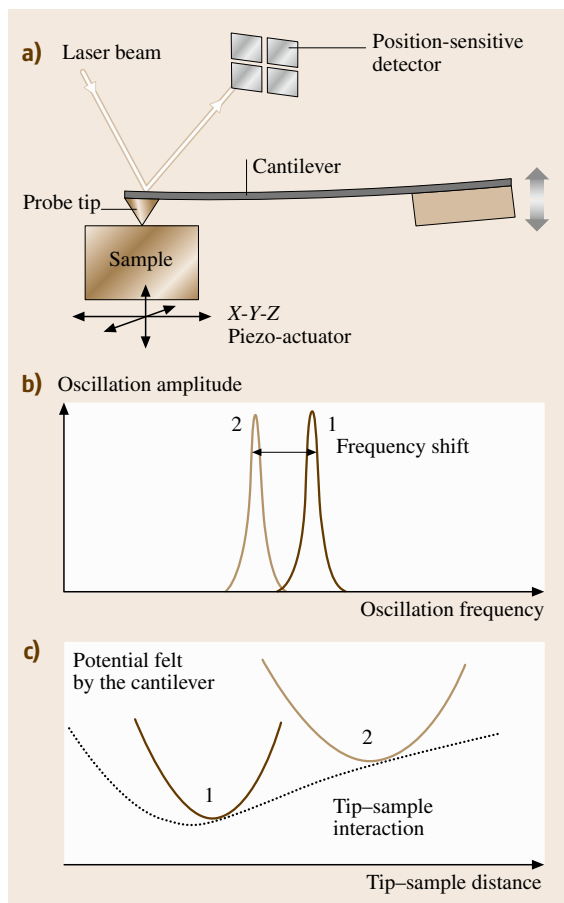 a)
Laser beam
Position-sensitive
detector
Cantilever
Probe tip
Sample
X-Y-Z
Piezo-actuator
b) Oscillation amplitude
2
1
Frequency shift
Oscillation frequency
c)
Potential felt
by the cantilever
2
1
Tip–sample
interaction
Tip–sample distance